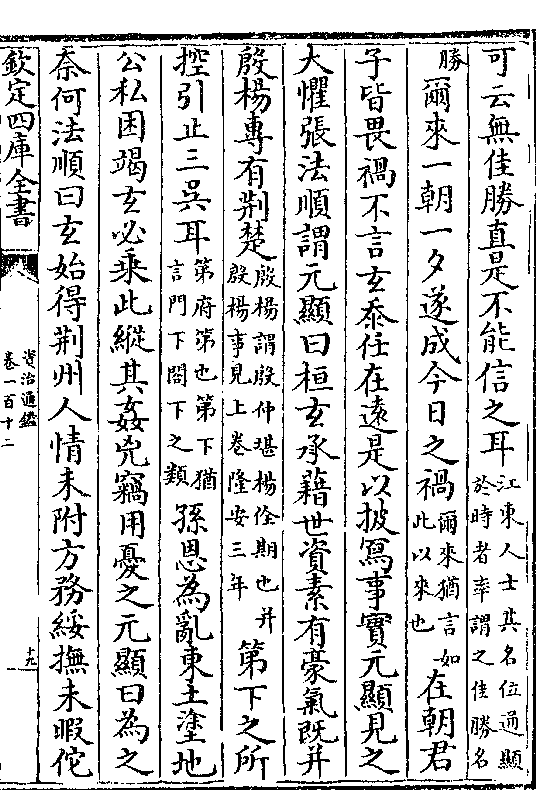 可云無佳勝直是不能信之耳江東人士其名位通顯於時者率謂之佳勝名
勝爾來一朝一夕遂成今日之禍爾來猶言如此以來也在朝君
子皆畏禍不言玄忝任在遠是以披寫事實元顯見之
大懼張法順謂元顯曰桓玄承藉世資素有豪氣既并
殷楊專有荆楚殷楊謂殷仲堪楊佺期也并殷楊事見上卷隆安三年第下之所
控引止三吳耳第府第也第下猶言門下閤下之類孫恩為亂東土塗地
公私困竭玄必乘此縱其姦兇竊用憂之元顯曰為之
奈何法順曰玄始得荆州人情未附方務綏撫未暇佗
欽定四庫全書
資治通鑑
卷一百十二
十九